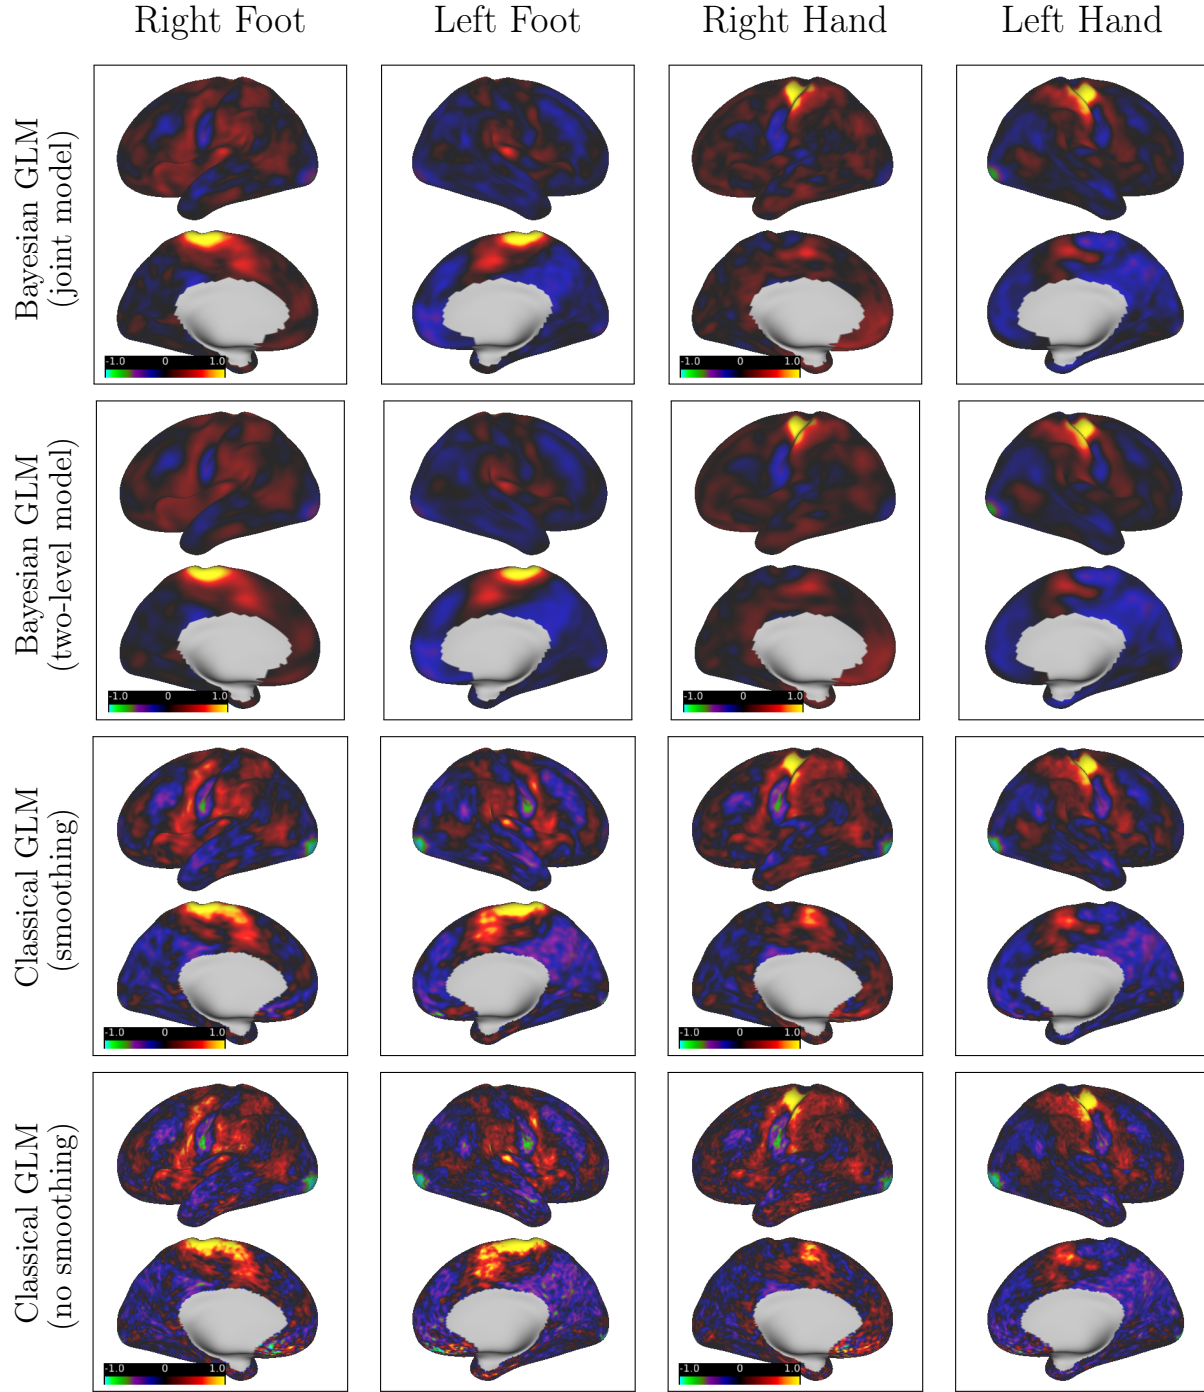 Right Foot Left Foot Right Hand Left Hand
Bayesian GLM
(joint model)
-1.0 0 1.0
-1.0 0 1.0
Bayesian GLM
(two-level model)
-1.0 0 1.0
-1.0 0 1.0
Classical GLM
(smoothing)
-1.0 0 1.0
-1.0 0 1.0
Classical GLM
(no smoothing)
-1.0 0 1.0
-1.0 0 1.0